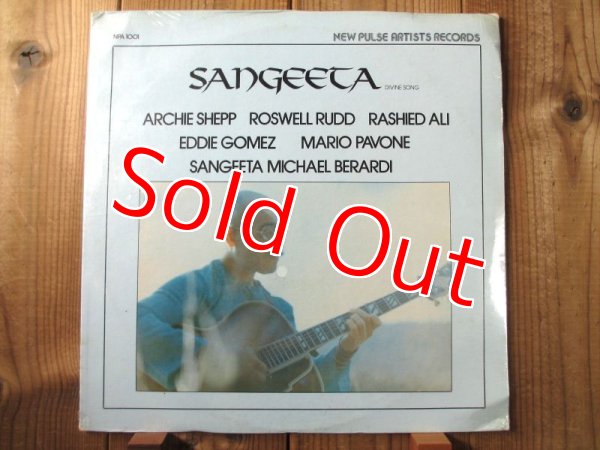 NPA 1001
NEW PULSE ARTISTS RECORDS
SANGEETA DIVINE SONG
ARCHIE SHEPP ROSWELL RUDD RASHIED ALI
EDDIE GOMEZ MARIO PAVONE
SANGEETA MICHAEL BERARDI
Sold Out